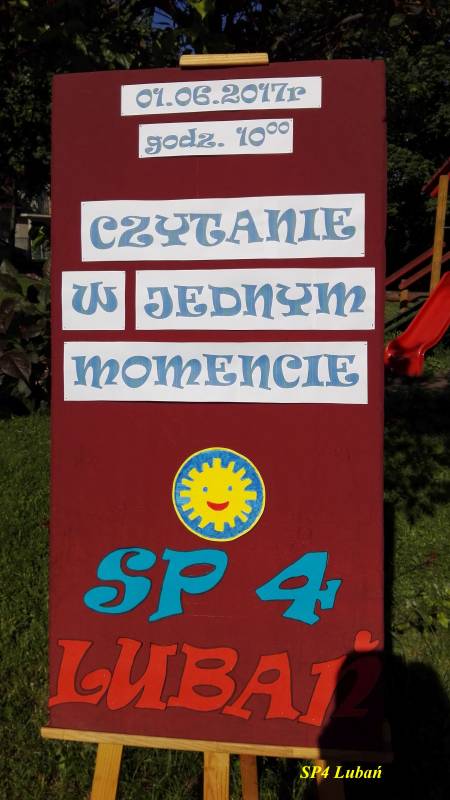 01.06.2017r
godz. 10⁰⁰
CZYTANIE
W JEDNYM
MOMENCIE
SP 4
LUBAŃ
SP4 Lubań